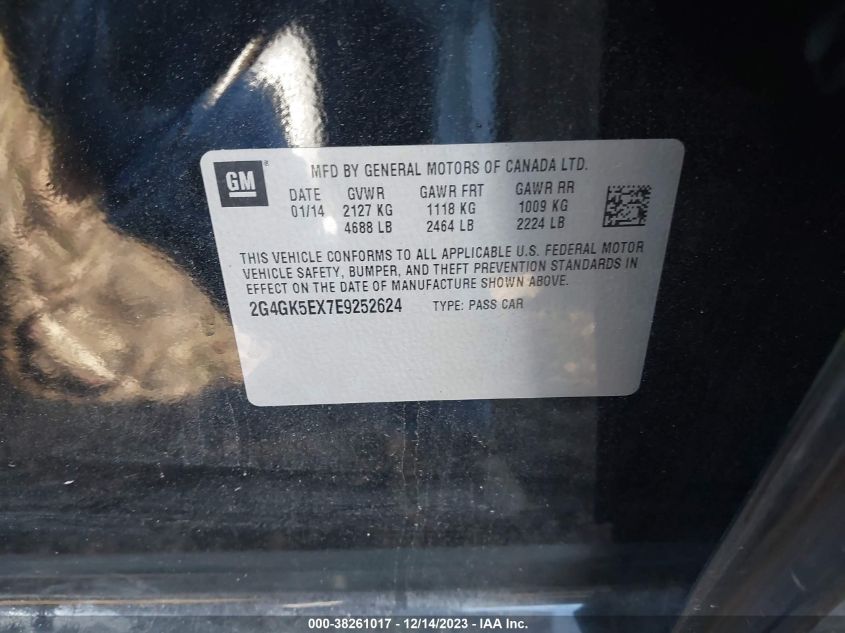 GM®
MFD BY GENERAL MOTORS OF CANADA LTD.
DATE GVWR GAWR FRT GAWR RR
01/14 2127 KG 1118 KG 1009 KG
4688 LB 2464 LB 2224 LB
THIS VEHICLE CONFORMS TO ALL APPLICABLE U.S. FEDERAL MOTOR
VEHICLE SAFETY, BUMPER, AND THEFT PREVENTION STANDARDS IN
EFFECT ON THE DATE OF MANUFACTURE SHOWN ABOVE.
2G4GK5EX7E9252624 TYPE: PASS CAR
000-38261017 - 12/14/2023 - IAA Inc.